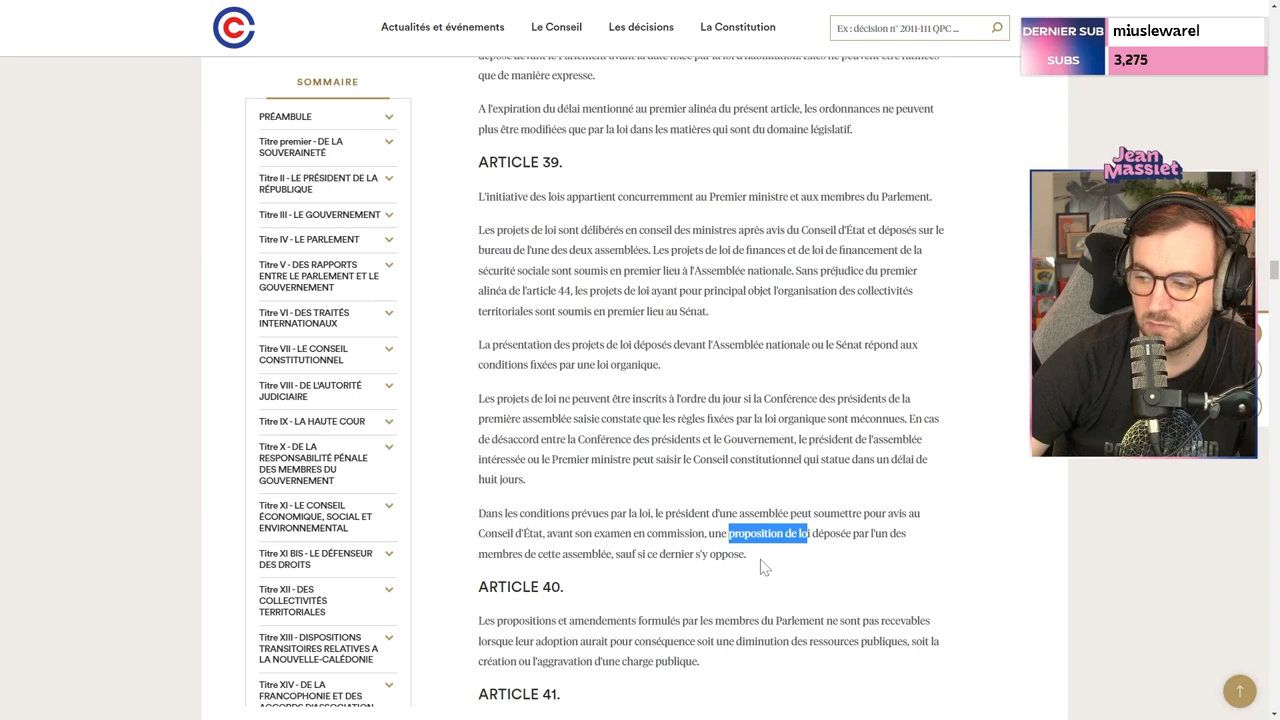 Actualités et événements
Le Conseil
Les décisions
La Constitution
Ex : décision n° 2011-111 QPC ...
DERNIER SUB
miuslewarel
SUBS
3,275
Jean
Massiet
SOMMAIRE
PRÉAMBULE
Titre premier - DE LA
SOUVERAINETÉ
Titre II - LE PRÉSIDENT DE LA
RÉPUBLIQUE
Titre III - LE GOUVERNEMENT
Titre IV - LE PARLEMENT
Titre V - DES RAPPORTS
ENTRE LE PARLEMENT ET LE
GOUVERNEMENT
Titre VI - DES TRAITÉS
INTERNATIONAUX
Titre VII - LE CONSEIL
CONSTITUTIONNEL
Titre VIII - DE L'AUTORITÉ
JUDICIAIRE
Titre IX - LA HAUTE COUR
Titre X - DE LA
RESPONSABILITÉ PÉNALE
DES MEMBRES DU
GOUVERNEMENT
Titre XI - LE CONSEIL
ÉCONOMIQUE, SOCIAL ET
ENVIRONNEMENTAL
Titre XI BIS - LE DÉFENSEUR
DES DROITS
Titre XII - DES
COLLECTIVITÉS
TERRITORIALES
Titre XIII - DISPOSITIONS
TRANSITOIRES RELATIVES A
LA NOUVELLE-CALÉDONIE
Titre XIV - DE LA
FRANCOPHONIE ET DES
ACCORDS D'ASSOCIATION
que de manière expresse.
A l'expiration du délai mentionné au premier alinéa du présent article, les ordonnances ne peuvent
plus être modifiées que par la loi dans les matières qui sont du domaine législatif.
ARTICLE 39.
L'initiative des lois appartient concurremment au Premier ministre et aux membres du Parlement.
Les projets de loi sont délibérés en conseil des ministres après avis du Conseil d'État et déposés sur le
bureau de l'une des deux assemblées. Les projets de loi de finances et de loi de financement de la
sécurité sociale sont soumis en premier lieu à l'Assemblée nationale. Sans préjudice du premier
alinéa de l'article 44, les projets de loi ayant pour principal objet l'organisation des collectivités
territoriales sont soumis en premier lieu au Sénat.
La présentation des projets de loi déposés devant l'Assemblée nationale ou le Sénat répond aux
conditions fixées par une loi organique.
Les projets de loi ne peuvent être inscrits à l'ordre du jour si la Conférence des présidents de la
première assemblée saisie constate que les règles fixées par la loi organique sont méconnues. En cas
de désaccord entre la Conférence des présidents et le Gouvernement, le président de l'assemblée
intéressée ou le Premier ministre peut saisir le Conseil constitutionnel qui statue dans un délai de
huit jours.
Dans les conditions prévues par la loi, le président d'une assemblée peut soumettre pour avis au
Conseil d'État, avant son examen en commission, une proposition de loi déposée par l'un des
membres de cette assemblée, sauf si ce dernier s'y oppose.
ARTICLE 40.
Les propositions et amendements formulés par les membres du Parlement ne sont pas recevables
lorsque leur adoption aurait pour conséquence soit une diminution des ressources publiques, soit la
création ou l'aggravation d'une charge publique.
ARTICLE 41.